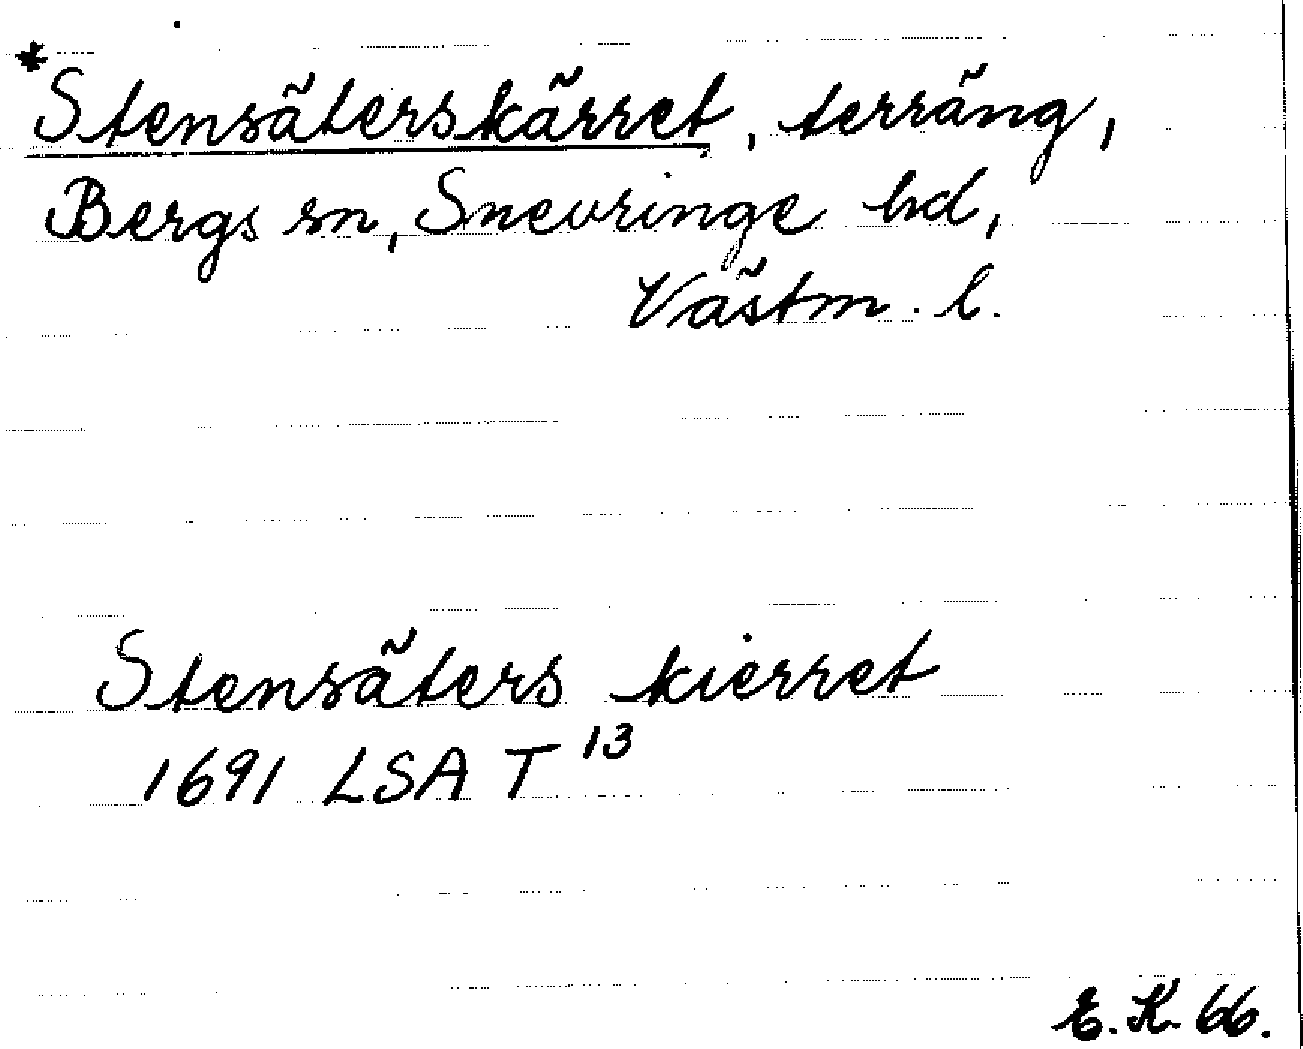 *Stensäterskärret, terräng,
Bergs sn, Snevringe hd,
Västm. l.
Stensäters kierret
1691 LSA T 13
E. K. 66.